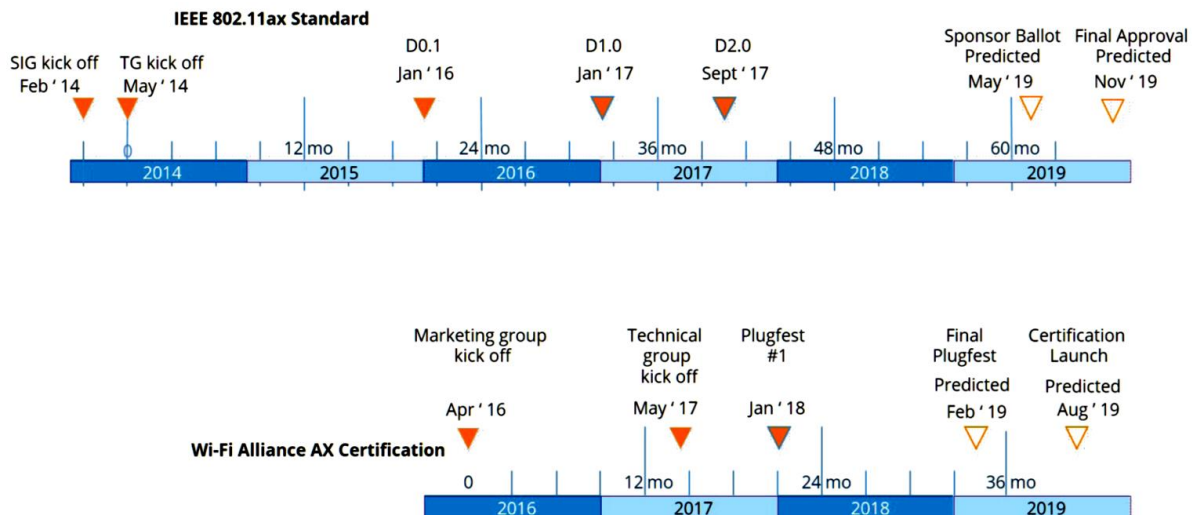 IEEE 802.11ax Standard
SIG kick off
Feb ‘ 14
TG kick off
May ‘ 14
D0.1
Jan ‘ 16
D1.0
Jan ‘ 17
D2.0
Sept ‘ 17
Sponsor Ballot
Predicted
May ‘ 19
Final Approval
Predicted
Nov ‘ 19
0 12 mo 24 mo 36 mo 48 mo 60 mo
2014 2015 2016 2017 2018 2019
Marketing group
kick off
Apr ‘ 16
Technical
group
kick off
May ‘ 17
Plugfest
#1
Jan ‘ 18
Final
Plugfest
Predicted
Feb ‘ 19
Certification
Launch
Predicted
Aug ‘ 19
Wi-Fi Alliance AX Certification
0 12 mo 24 mo 36 mo
2016 2017 2018 2019